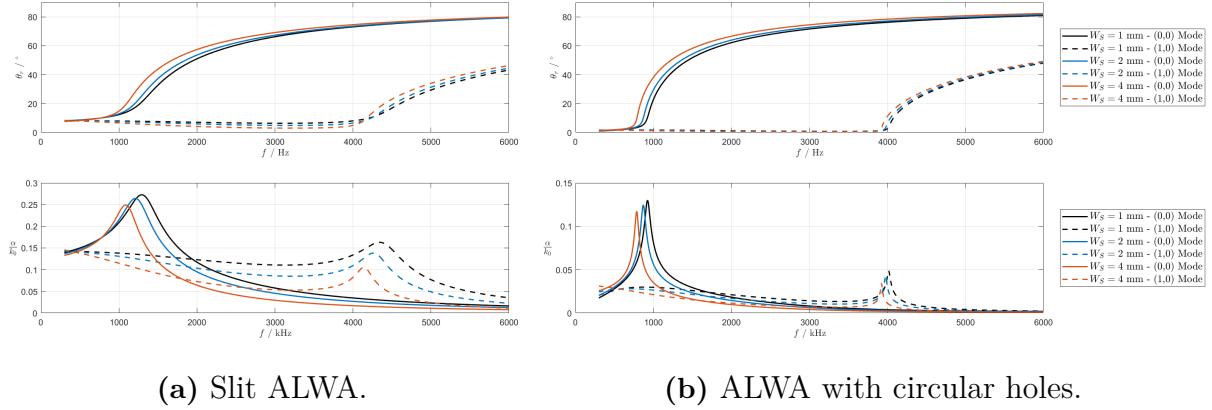 80
60
40
20
0
θr / °
0 1000 2000 3000 4000 5000 6000
f / Hz
80
60
40
20
0
θr / °
0 1000 2000 3000 4000 5000 6000
f / Hz
WS = 1 mm - (0,0) Mode
WS = 1 mm - (1,0) Mode
WS = 2 mm - (0,0) Mode
WS = 2 mm - (1,0) Mode
WS = 4 mm - (0,0) Mode
WS = 4 mm - (1,0) Mode
0.3
0.25
0.2
0.15
0.1
0.05
0
0 1000 2000 3000 4000 5000 6000
f / kHz
0.15
0.1
0.05
0
0 1000 2000 3000 4000 5000 6000
f / kHz
WS = 1 mm - (0,0) Mode
WS = 1 mm - (1,0) Mode
WS = 2 mm - (0,0) Mode
WS = 2 mm - (1,0) Mode
WS = 4 mm - (0,0) Mode
WS = 4 mm - (1,0) Mode
(a) Slit ALWA.
(b) ALWA with circular holes.